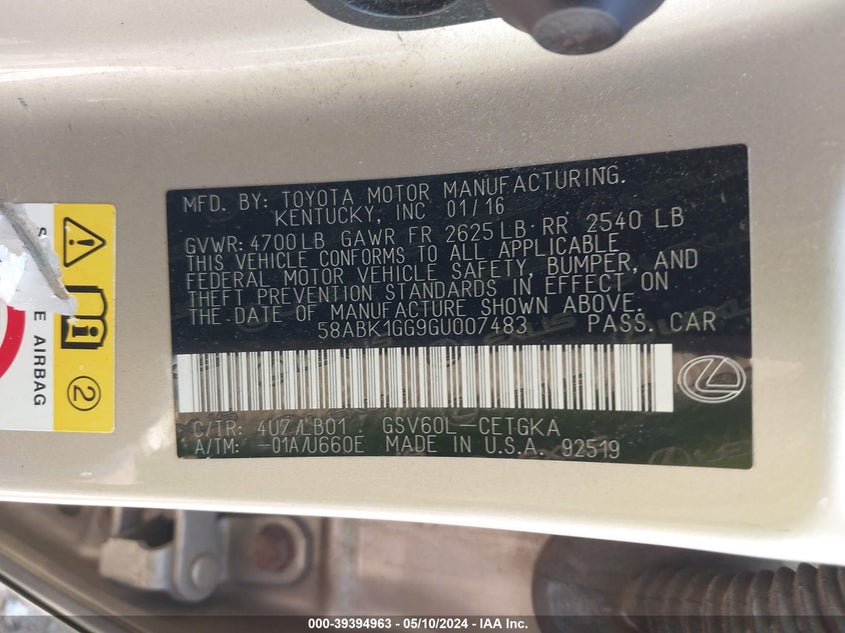 MFD. BY: TOYOTA MOTOR MANUFACTURING.
KENTUCKY, INC 01/16
GVWR: 4700LB GAWR FR 2625LB RR 2540 LB
THIS VEHICLE CONFORMS TO ALL APPLICABLE
FEDERAL MOTOR VEHICLE SAFETY, BUMPER, AND
THEFT PREVENTION STANDARDS IN EFFECT ON
THE DATE OF MANUFACTURE SHOWN ABOVE.
58ABK1GG9GU007483 PASS. CAR
C/TR: 4U7/LB01 GSV60L-CETGKA
A/TM: -01A/U660E MADE IN U.S.A. 92519
E AIRBAG
2
000-39394963 - 05/10/2024 - IAA Inc.